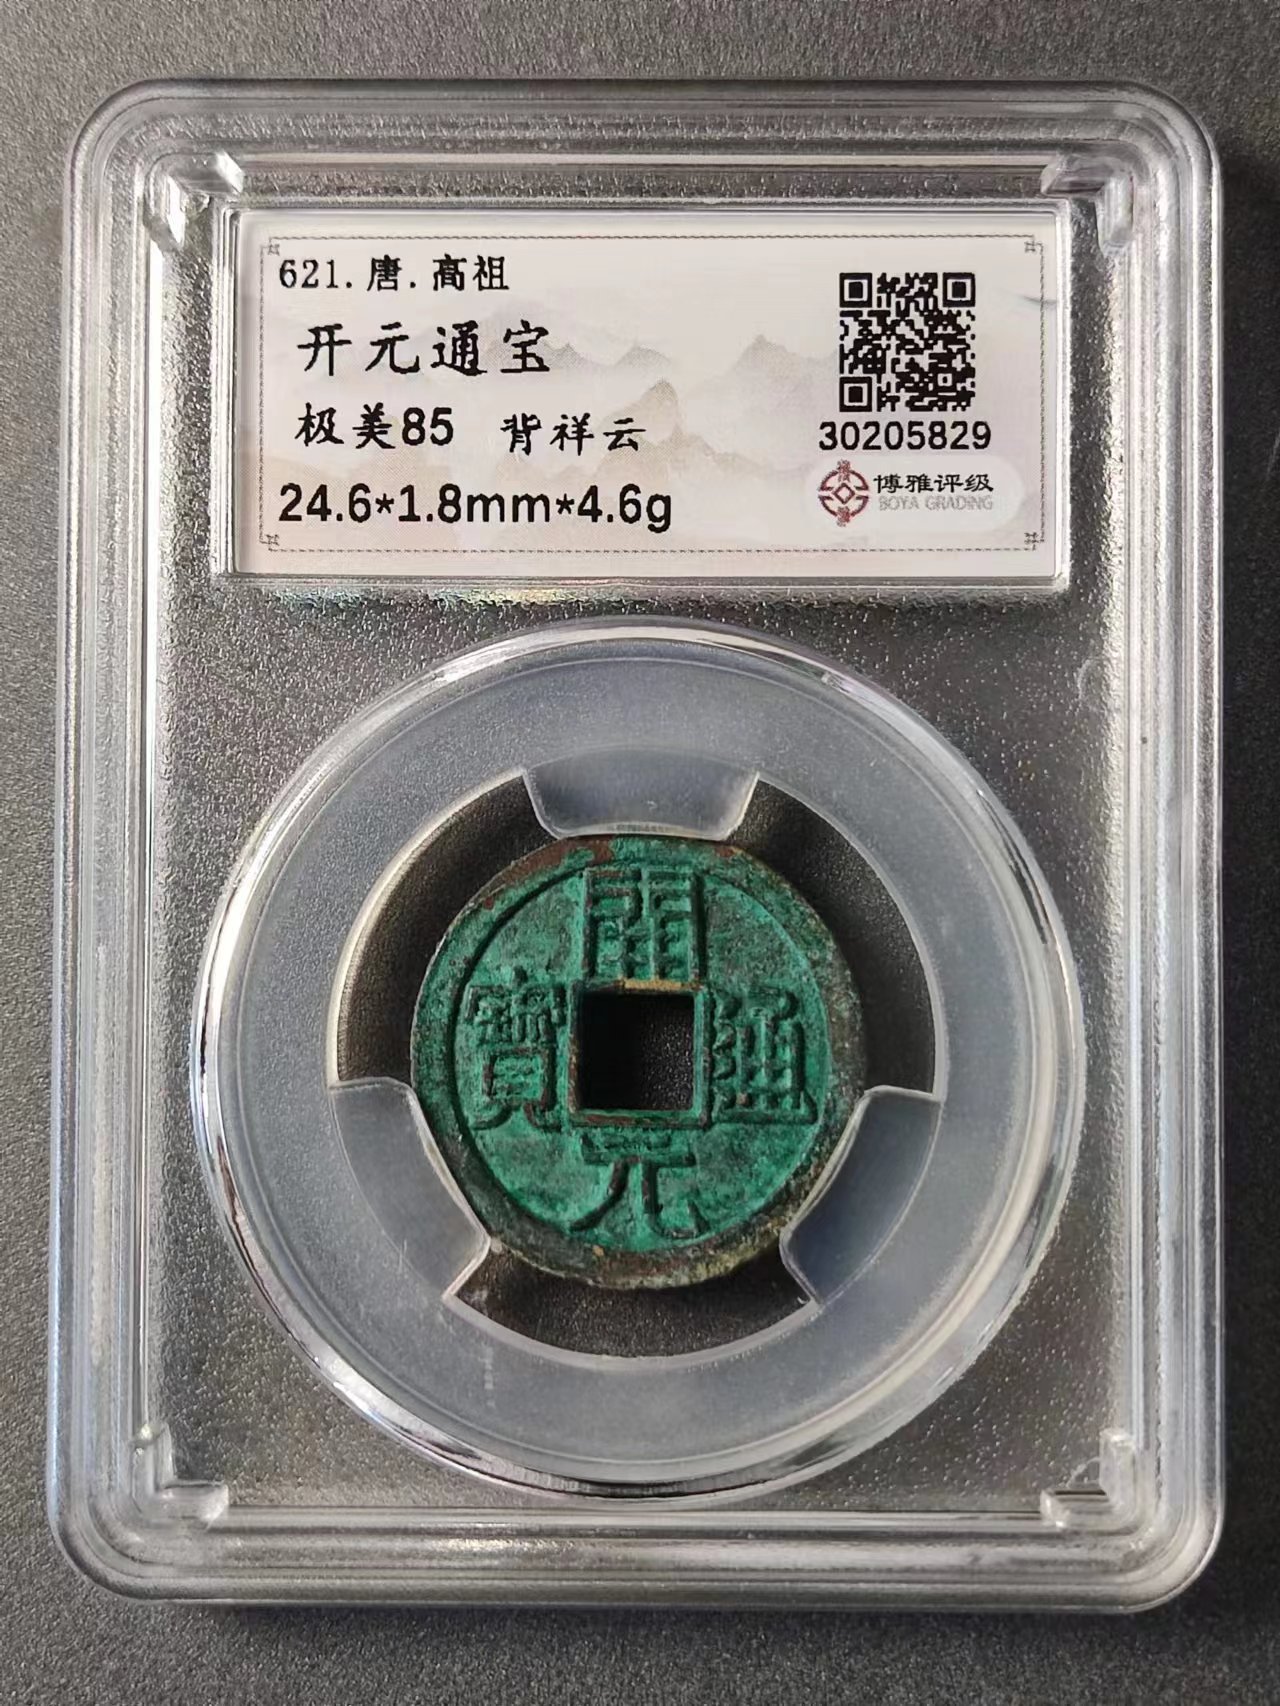 621.唐.高祖
开元通宝
极美85 背祥云
24.6*1.8mm*4.6g
30205829
博雅评级
BOYA GRADING
開
寶 通
元